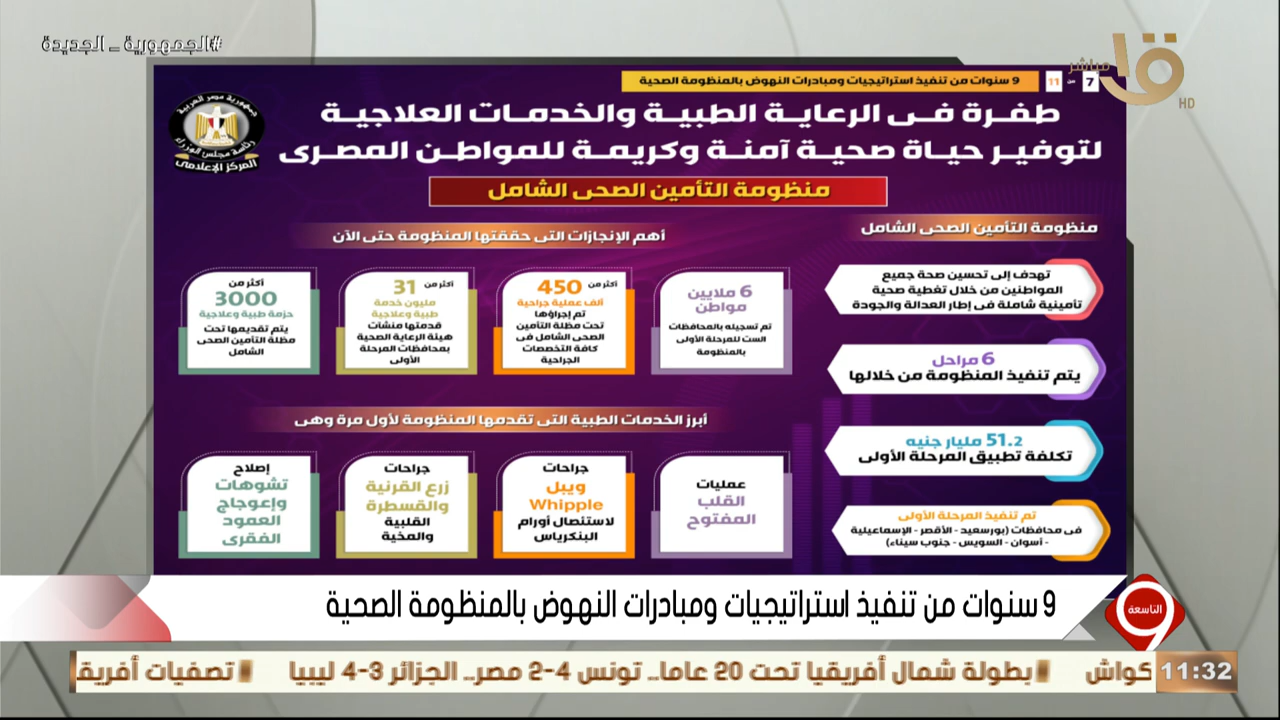 #الجمهورية_الجديدة
مباشر
HD
7 من 11
9 سنوات من تنفيذ استراتيجيات ومبادرات النهوض بالمنظومة الصحية
جمهورية مصر العربية
رئاسة مجلس الوزراء
المركز الإعلامى
طفرة فى الرعاية الطبية والخدمات العلاجية
لتوفير حياة صحية آمنة وكريمة للمواطن المصرى
منظومة التأمين الصحى الشامل
منظومة التأمين الصحى الشامل
تهدف إلى تحسين صحة جميع
المواطنين من خلال تغطية صحية
تأمينية شاملة فى إطار العدالة والجودة
6 مراحل
يتم تنفيذ المنظومة من خلالها
51.2 مليار جنيه
تكلفة تطبيق المرحلة الأولى
تم تنفيذ المرحلة الأولى
فى محافظات (بورسعيد - الأقصر - الإسماعيلية
- أسوان - السويس - جنوب سيناء)
أهم الإنجازات التى حققتها المنظومة حتى الآن
6 ملايين
مواطن
تم تسجيله بالمحافظات
الست للمرحلة الأولى
بالمنظومة
أكثر من 450
ألف عملية جراحية
تم إجراؤها
تحت مظلة التأمين
الصحى الشامل فى
كافة التخصصات
الجراحية
أكثر من 31
مليون خدمة
طبية وعلاجية
قدمتها منشآت
هيئة الرعاية الصحية
بمحافظات المرحلة
الأولى
أكثر من
3000
حزمة طبية وعلاجية
يتم تقديمها تحت
مظلة التأمين الصحى
الشامل
أبرز الخدمات الطبية التى تقدمها المنظومة لأول مرة وهى
عمليات
القلب
المفتوح
جراحات
ويبل
Whipple
لاستئصال أورام
البنكرياس
جراحات
زرع القرنية
والقسطرة
القلبية
والمخية
إصلاح
تشوهات
وإعوجاج
العمود
الفقرى
التاسعة
9 سنوات من تنفيذ استراتيجيات ومبادرات النهوض بالمنظومة الصحية
11:32
كواش
بطولة شمال أفريقيا تحت 20 عاما.. تونس 4-2 مصر.. الجزائر 3-4 ليبيا
تصفيات أفريق